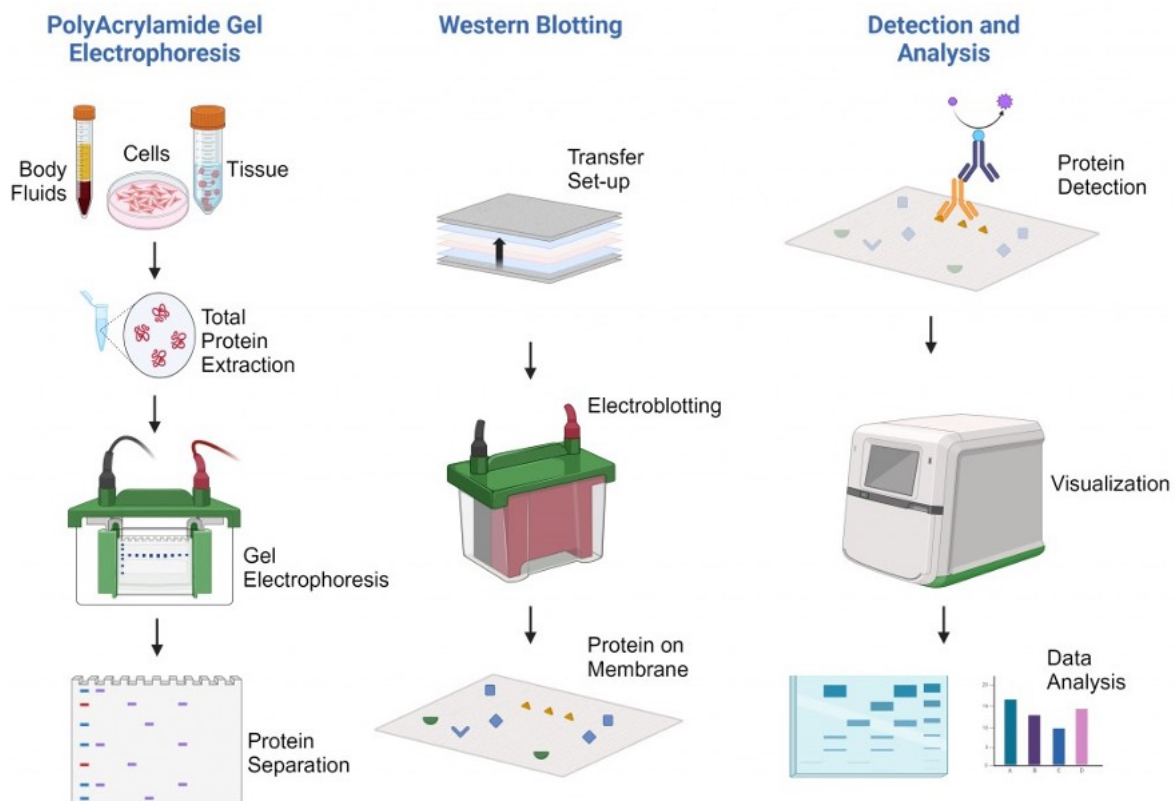 PolyAcrylamide Gel
Electrophoresis
Body
Fluids
Cells
Tissue
Total
Protein
Extraction
Gel
Electrophoresis
Protein
Separation
Western Blotting
Transfer
Set-up
Electroblotting
Protein on
Membrane
Detection and
Analysis
Protein
Detection
Visualization
Data
Analysis
A B C D